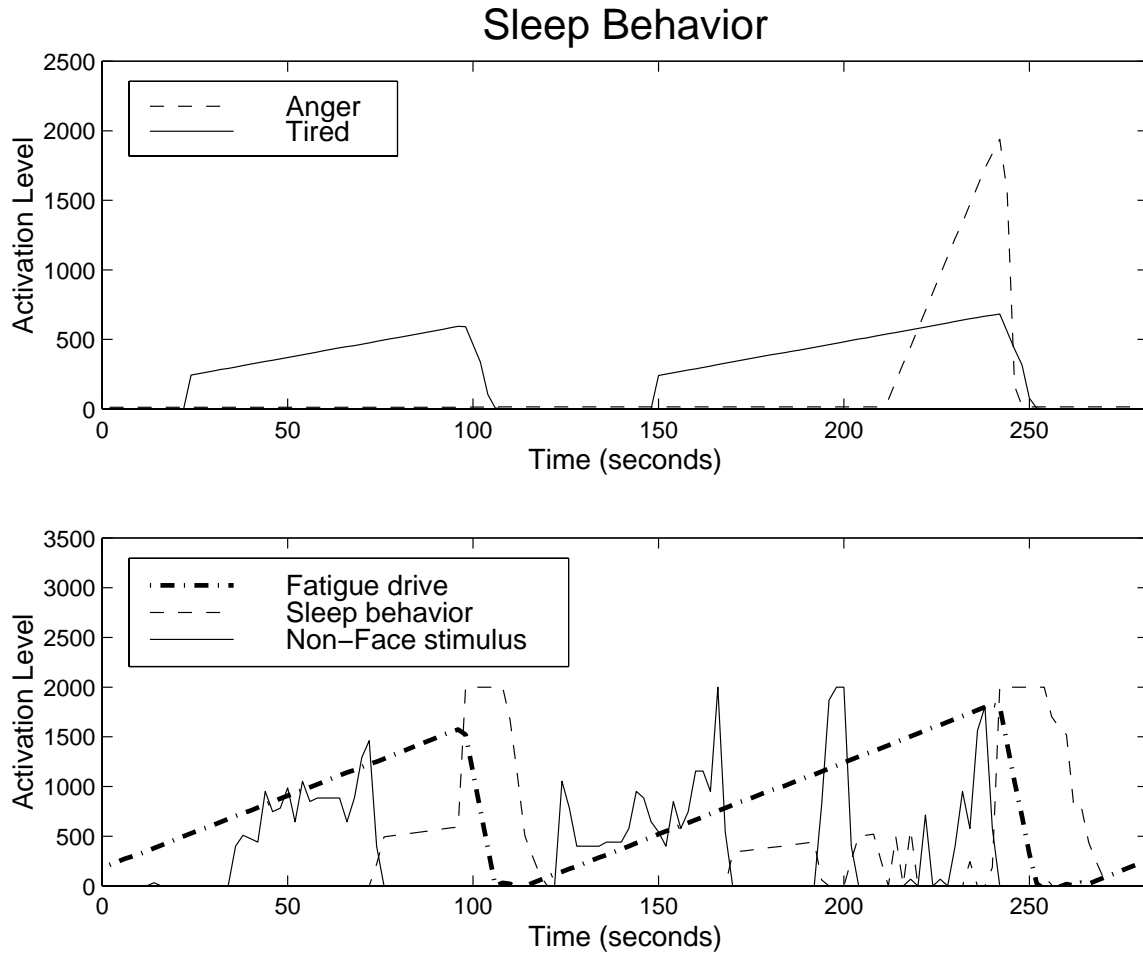 Sleep Behavior
2500
2000
1500
1000
500
0
Activation Level
Anger
Tired
0 50 100 150 200 250
Time (seconds)
3500
3000
2500
2000
1500
1000
500
0
Activation Level
Fatigue drive
Sleep behavior
Non−Face stimulus
0 50 100 150 200 250
Time (seconds)